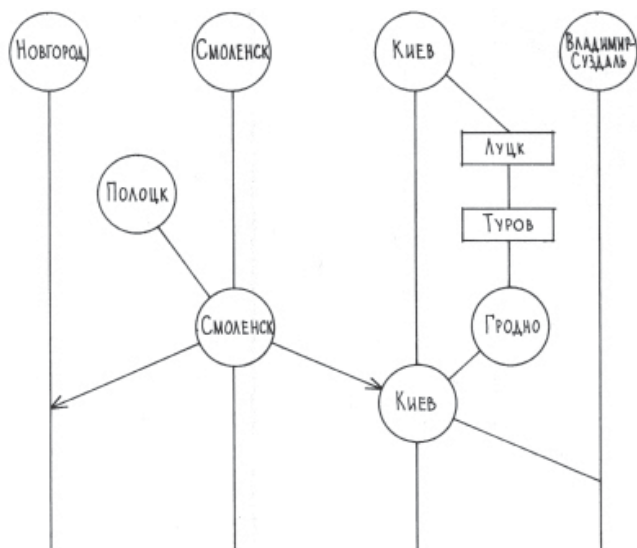 Новгород
Смоленск
Киев
Владимир-
Суздаль
Луцк
Полоцк
Туров
Смоленск
Гродно
Киев